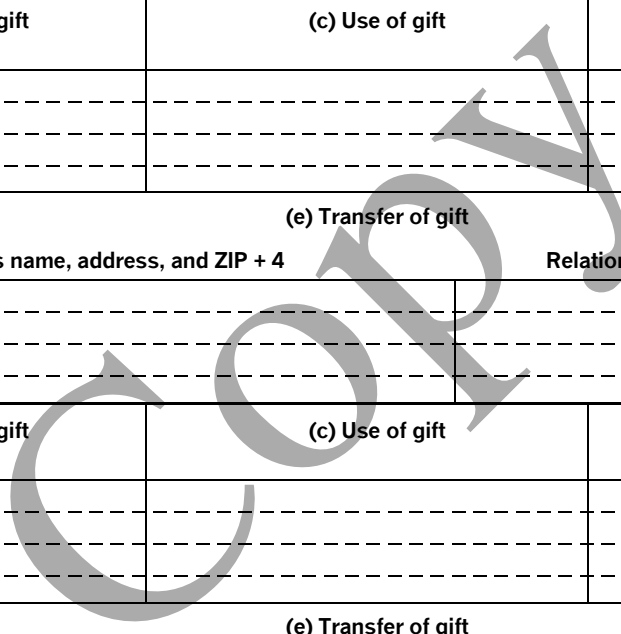 gift (c) Use of gift
(e) Transfer of gift
s name, address, and ZIP + 4 Relation
gift (c) Use of gift
(e) Transfer of gift
Copy